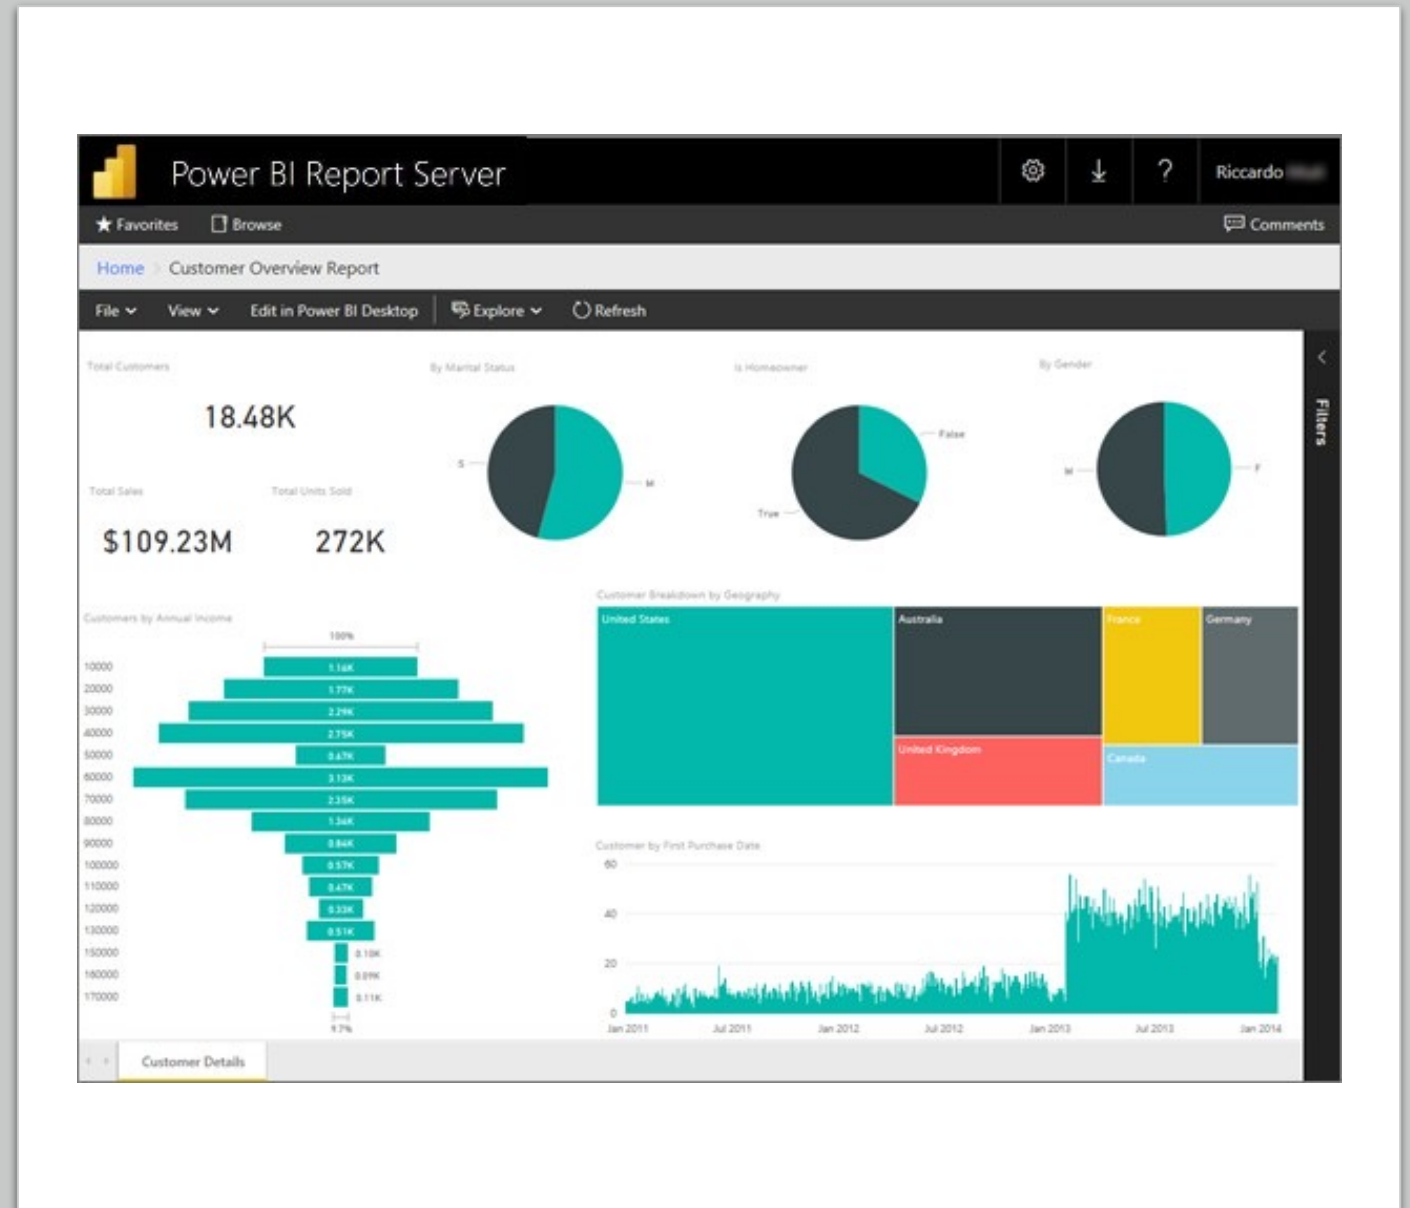 Power BI Report Server
Riccardo
Favorites
Browse
Comments
Home
Customer Overview Report
File
View
Edit in Power BI Desktop
Explore
Refresh
Filters
Total Customers
18.48K
Total Sales
$109.23M
Total Units Sold
272K
By Marital Status
S
M
Is Homeowner
False
True
By Gender
M
F
Customers by Annual Income
100%
10000 1.16K
20000 1.77K
30000 2.29K
40000 2.75K
50000 0.67K
60000 3.13K
70000 2.35K
80000 1.34K
90000 0.84K
100000 0.57K
110000 0.47K
120000 0.33K
130000 0.51K
150000 0.10K
160000 0.09K
170000 0.11K
9.7%
Customer Breakdown by Geography
United States
Australia
France
Germany
United Kingdom
Canada
Customer by First Purchase Date
60
40
20
0
Jan 2011 Jul 2011 Jan 2012 Jul 2012 Jan 2013 Jul 2013 Jan 2014
Customer Details